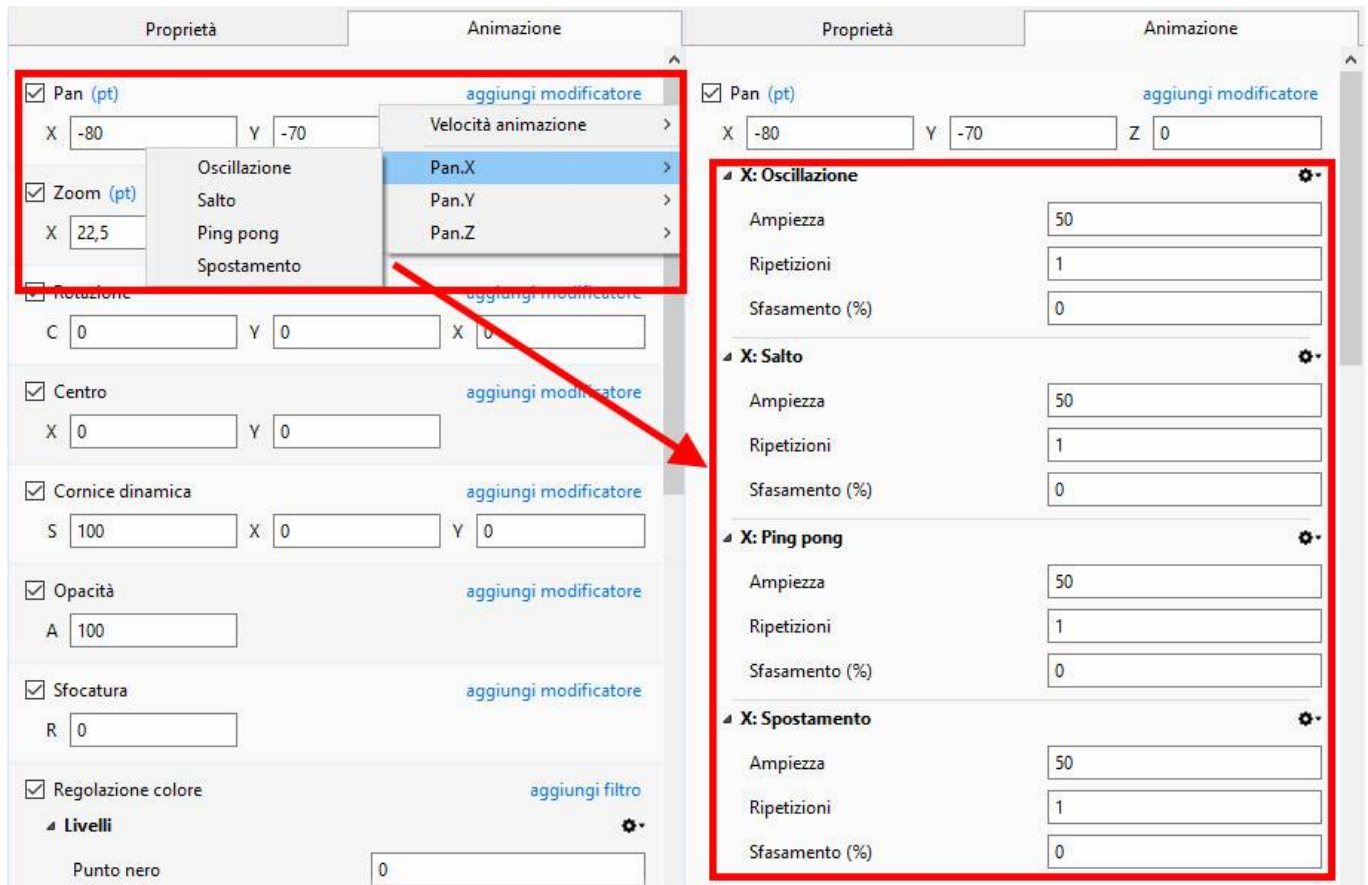 Proprietà Animazione
Pan (pt) aggiungi modificatore
X -80 Y -70
Velocità animazione
Pan.X
Pan.Y
Pan.Z
Oscillazione
Salto
Ping pong
Spostamento
Zoom (pt)
X 22,5
Rotazione aggiungi modificatore
C 0 Y 0 X 0
Centro aggiungi modificatore
X 0 Y 0
Cornice dinamica aggiungi modificatore
S 100 X 0 Y 0
Opacità aggiungi modificatore
A 100
Sfocatura aggiungi modificatore
R 0
Regolazione colore aggiungi filtro
Livelli
Punto nero 0
Proprietà Animazione
Pan (pt) aggiungi modificatore
X -80 Y -70 Z 0
X: Oscillazione
Ampiezza 50
Ripetizioni 1
Sfasamento (%) 0
X: Salto
Ampiezza 50
Ripetizioni 1
Sfasamento (%) 0
X: Ping pong
Ampiezza 50
Ripetizioni 1
Sfasamento (%) 0
X: Spostamento
Ampiezza 50
Ripetizioni 1
Sfasamento (%) 0